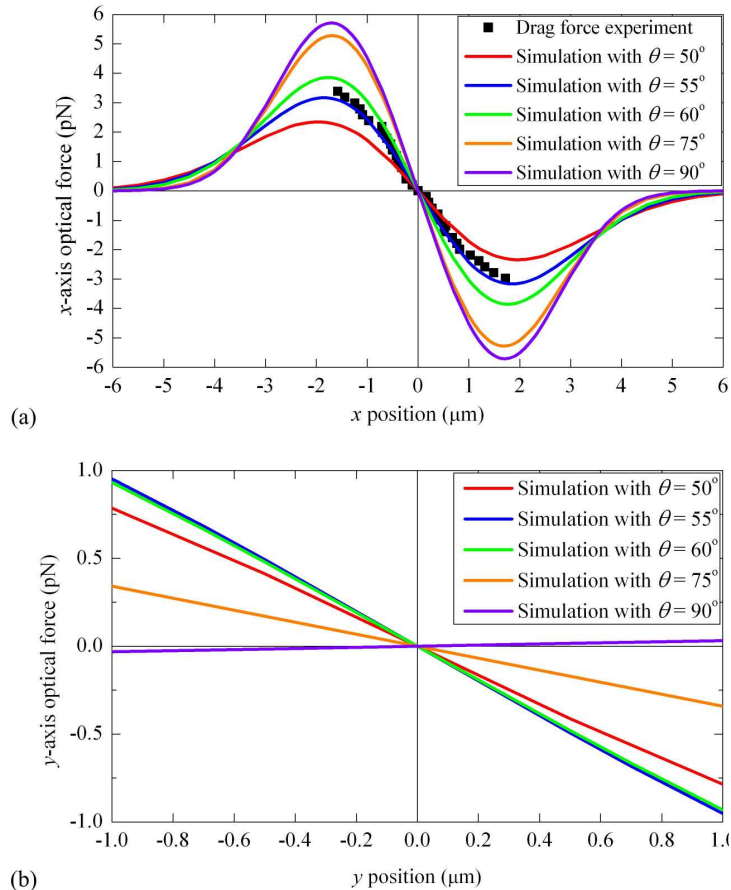 6
5
4
3
2
1
0
-1
-2
-3
-4
-5
-6
x-axis optical force (pN)
Drag force experiment
Simulation with θ = 50°
Simulation with θ = 55°
Simulation with θ = 60°
Simulation with θ = 75°
Simulation with θ = 90°
-6 -5 -4 -3 -2 -1 0 1 2 3 4 5 6
x position (μm)
(a)
1.0
0.5
0.0
-0.5
-1.0
y-axis optical force (pN)
Simulation with θ = 50°
Simulation with θ = 55°
Simulation with θ = 60°
Simulation with θ = 75°
Simulation with θ = 90°
-1.0 -0.8 -0.6 -0.4 -0.2 0.0 0.2 0.4 0.6 0.8 1.0
y position (μm)
(b)